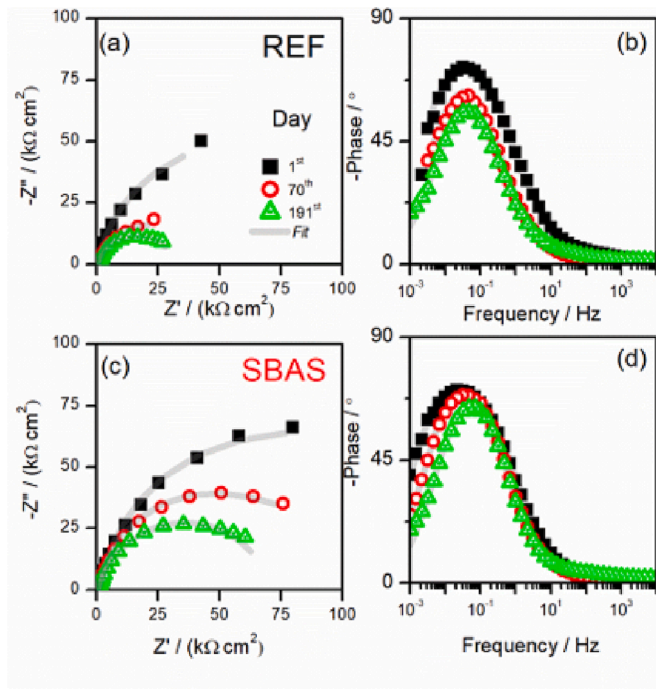 (a) REF
100
75
50
25
0
-Z'' / (kΩ cm²)
Day
1st
70th
191st
Fit
0 25 50 75 100
Z' / (kΩ cm²)
(b)
90
45
0
-Phase / °
10⁻³ 10⁻¹ 10¹ 10³
Frequency / Hz
(c) SBAS
100
75
50
25
0
-Z'' / (kΩ cm²)
0 25 50 75 100
Z' / (kΩ cm²)
(d)
90
45
0
-Phase / °
10⁻³ 10⁻¹ 10¹ 10³
Frequency / Hz